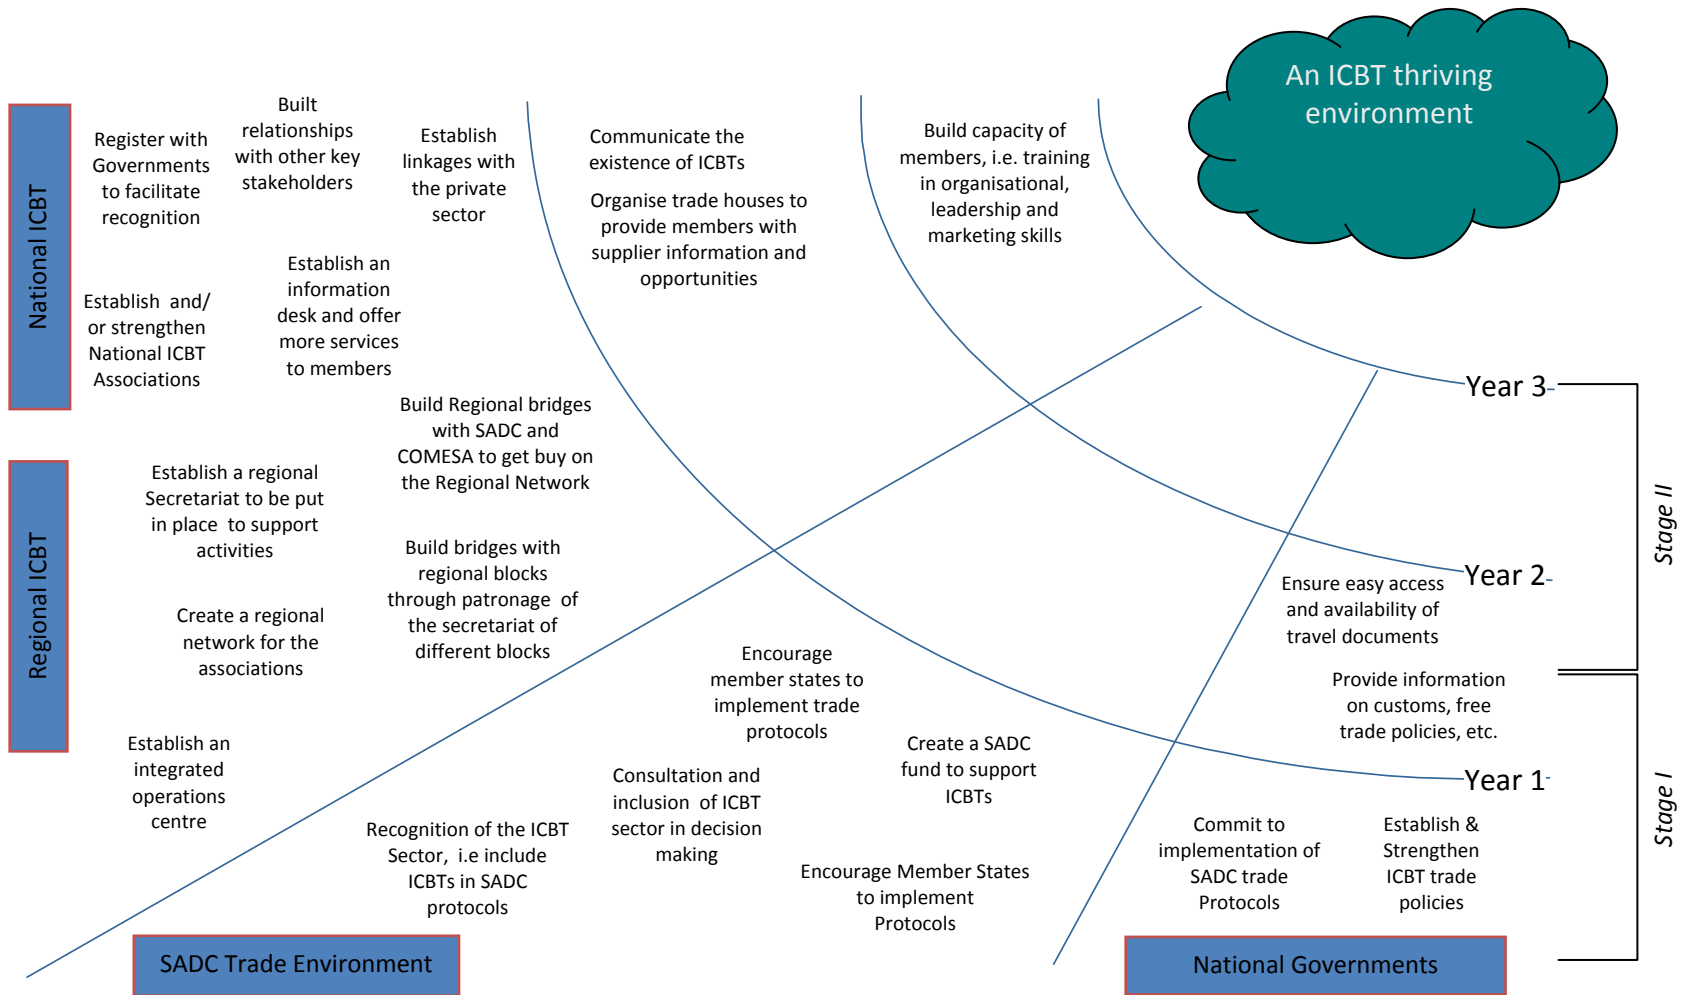 An ICBT thriving
environment
National ICBT
Register with
Governments
to facilitate
recognition
Built
relationships
with other key
stakeholders
Establish
linkages with
the private
sector
Communicate the
existence of ICBTs
Organise trade houses to
provide members with
supplier information and
opportunities
Build capacity of
members, i.e. training
in organisational,
leadership and
marketing skills
Establish and/
or strengthen
National ICBT
Associations
Establish an
information
desk and offer
more services
to members
Year 3
Regional ICBT
Build Regional bridges
with SADC and
COMESA to get buy on
the Regional Network
Establish a regional
Secretariat to be put
in place to support
activities
Build bridges with
regional blocks
through patronage of
the secretariat of
different blocks
Create a regional
network for the
associations
Establish an
integrated
operations
centre
Year 2
Stage II
Ensure easy access
and availability of
travel documents
Provide information
on customs, free
trade policies, etc.
Encourage
member states to
implement trade
protocols
Create a SADC
fund to support
ICBTs
Consultation and
inclusion of ICBT
sector in decision
making
Recognition of the ICBT
Sector, i.e include
ICBTs in SADC
protocols
Encourage Member States
to implement
Protocols
Year 1
Stage I
Commit to
implementation of
SADC trade
Protocols
Establish &
Strengthen
ICBT trade
policies
SADC Trade Environment
National Governments